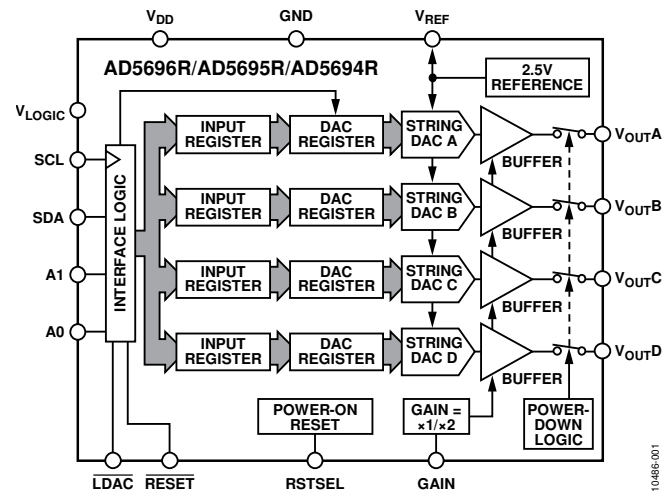 VDD GND VREF
AD5696R/AD5695R/AD5694R
2.5V
REFERENCE
VLOGIC
SCL
SDA
A1
A0
INTERFACE LOGIC
INPUT
REGISTER
DAC
REGISTER
STRING
DAC A
BUFFER
VOUTA
INPUT
REGISTER
DAC
REGISTER
STRING
DAC B
BUFFER
VOUTB
INPUT
REGISTER
DAC
REGISTER
STRING
DAC C
BUFFER
VOUTC
INPUT
REGISTER
DAC
REGISTER
STRING
DAC D
BUFFER
VOUTD
POWER-ON
RESET
GAIN =
×1/×2
POWER-
DOWN
LOGIC
LDAC RESET RSTSEL GAIN
10486-001